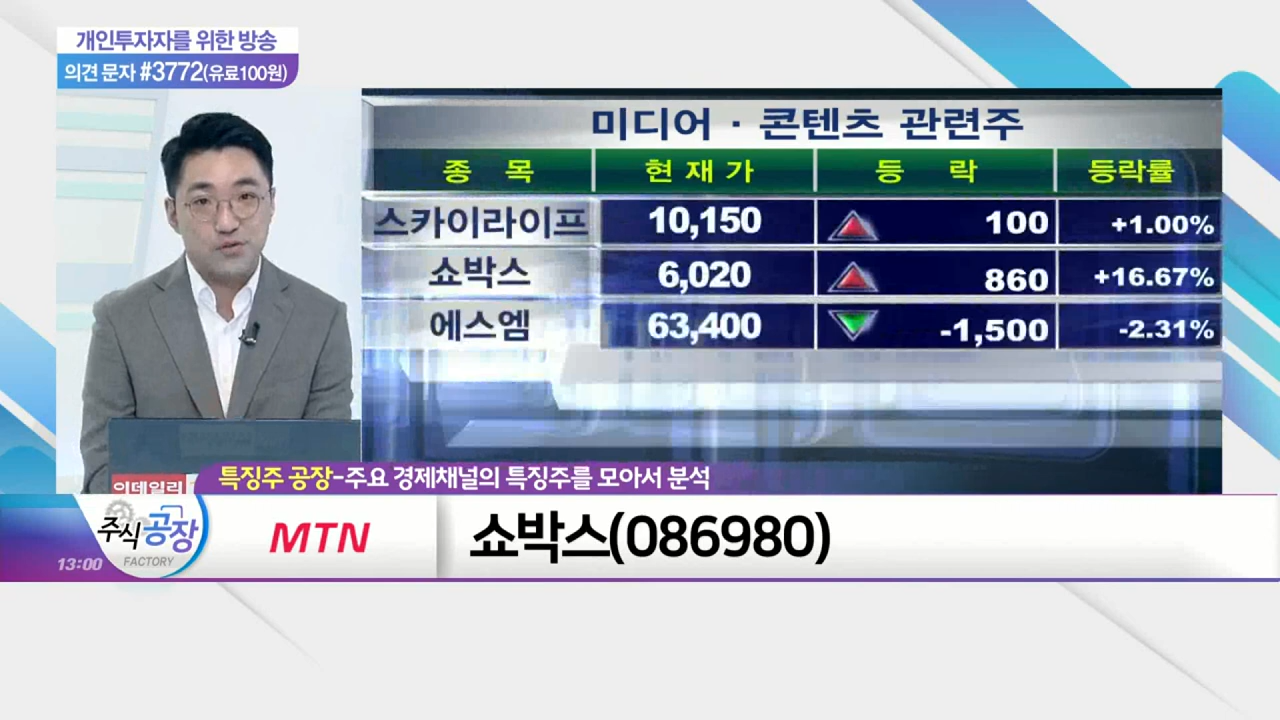 개인투자자를 위한 방송
의견 문자 #3772(유료100원)
미디어 · 콘텐츠 관련주
종 목 현 재 가 등 락 등락률
스카이라이프 10,150 ▲ 100 +1.00%
쇼박스 6,020 ▲ 860 +16.67%
에스엠 63,400 ▼ -1,500 -2.31%
특징주 공장-주요 경제채널의 특징주를 모아서 분석
이데일리
주식공장
FACTORY
13:00
MTN
쇼박스(086980)